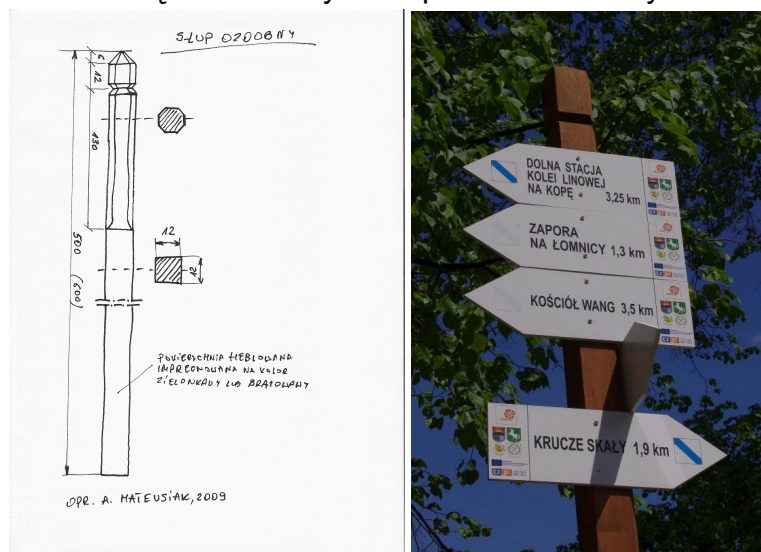 SŁUP OZDOBNY
6
12
130
500
(600)
12
12
POWIERZCHNIA HEBLOWANA
IMPREGNOWANA NA KOLOR
ZIELONKAWY LUB BRĄZOWAWY
OPR. A. MATEUSIAK, 2009
DOLNA STACJA
KOLEI LINOWEJ
NA KOPĘ 3,25 km
ZAPORA
NA ŁOMNICY 1,3 km
KOŚCIÓŁ WANG 3,5 km
KRUCZE SKAŁY 1,9 km